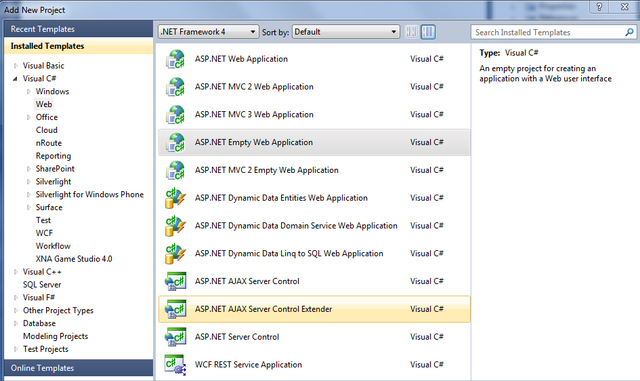 Add New Project
Recent Templates
.NET Framework 4
Sort by:
Default
Search Installed Templates
Installed Templates
Visual Basic
Visual C#
Windows
Web
Office
Cloud
nRoute
Reporting
SharePoint
Silverlight
Silverlight for Windows Phone
Surface
Test
WCF
Workflow
XNA Game Studio 4.0
Visual C++
SQL Server
Visual F#
Other Project Types
Database
Modeling Projects
Test Projects
Online Templates
ASP.NET Web Application Visual C#
ASP.NET MVC 2 Web Application Visual C#
ASP.NET MVC 3 Web Application Visual C#
ASP.NET Empty Web Application Visual C#
ASP.NET MVC 2 Empty Web Application Visual C#
ASP.NET Dynamic Data Entities Web Application Visual C#
ASP.NET Dynamic Data Domain Service Web Application Visual C#
ASP.NET Dynamic Data Linq to SQL Web Application Visual C#
ASP.NET AJAX Server Control Visual C#
ASP.NET AJAX Server Control Extender Visual C#
ASP.NET Server Control Visual C#
WCF REST Service Application Visual C#
Type: Visual C#
An empty project for creating an
application with a Web user interface